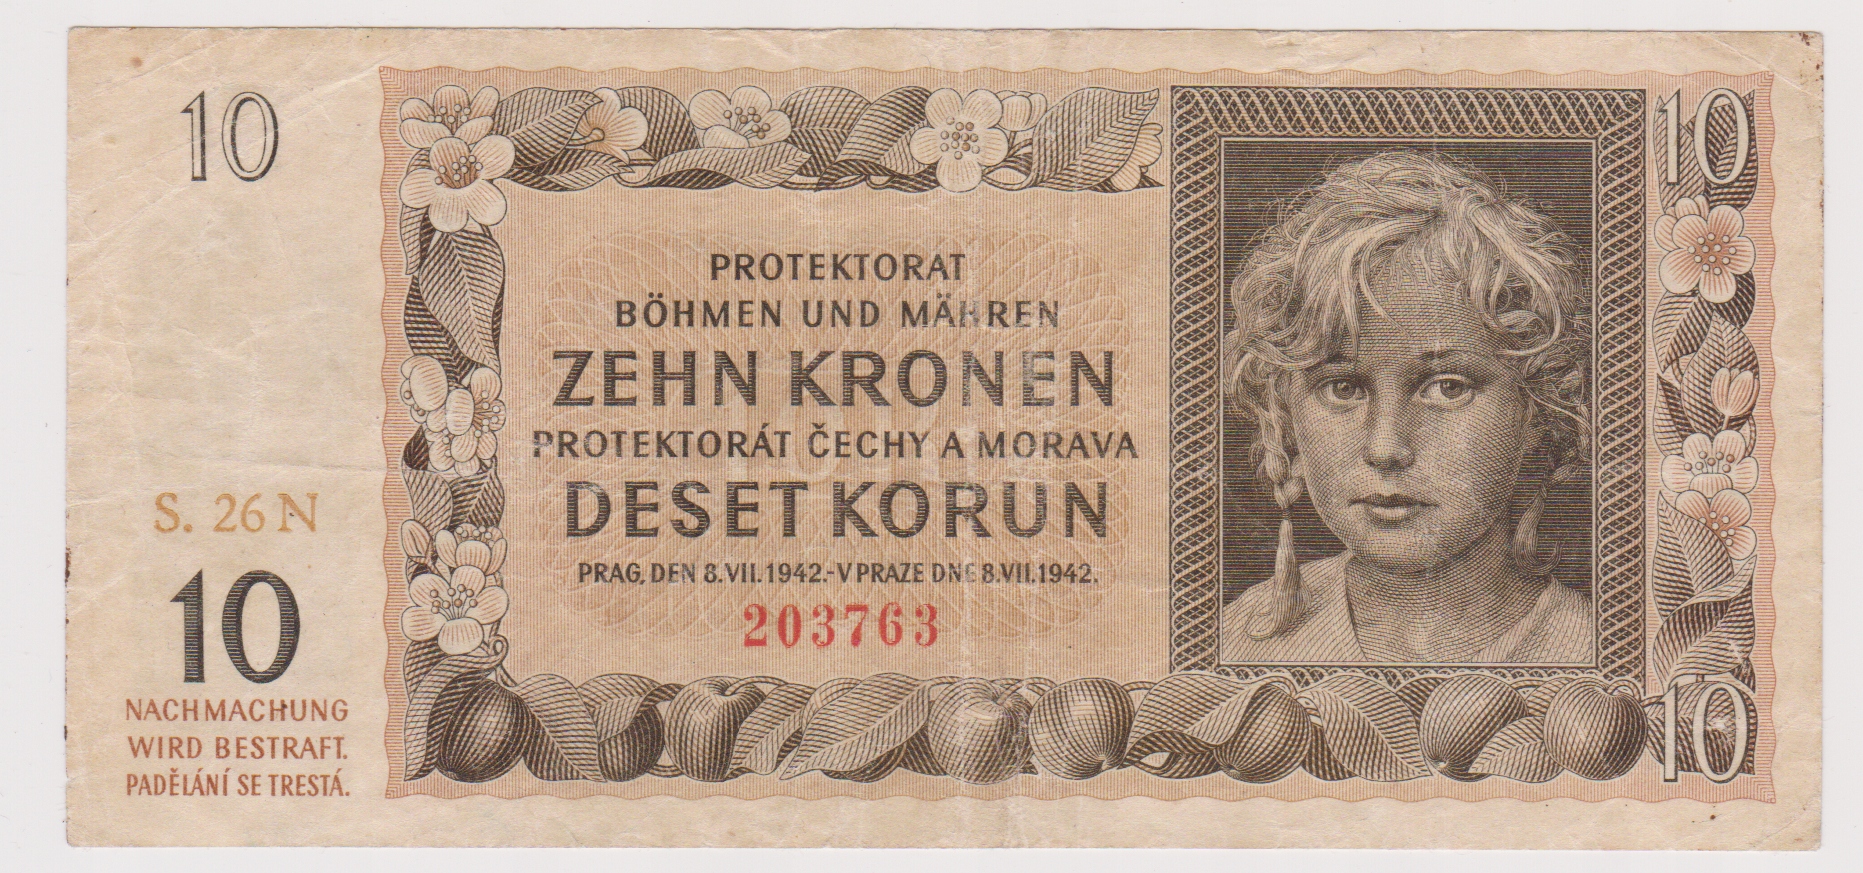 10
10
PROTEKTORAT
BÖHMEN UND MÄHREN
ZEHN KRONEN
PROTEKTORÁT ČECHY A MORAVA
DESET KORUN
PRAG, DEN 8.VII.1942.-V PRAZE DNE 8.VII.1942.
203763
S. 26 N
10
NACHMACHUNG
WIRD BESTRAFT.
PADĚLÁNÍ SE TRESTÁ.
10